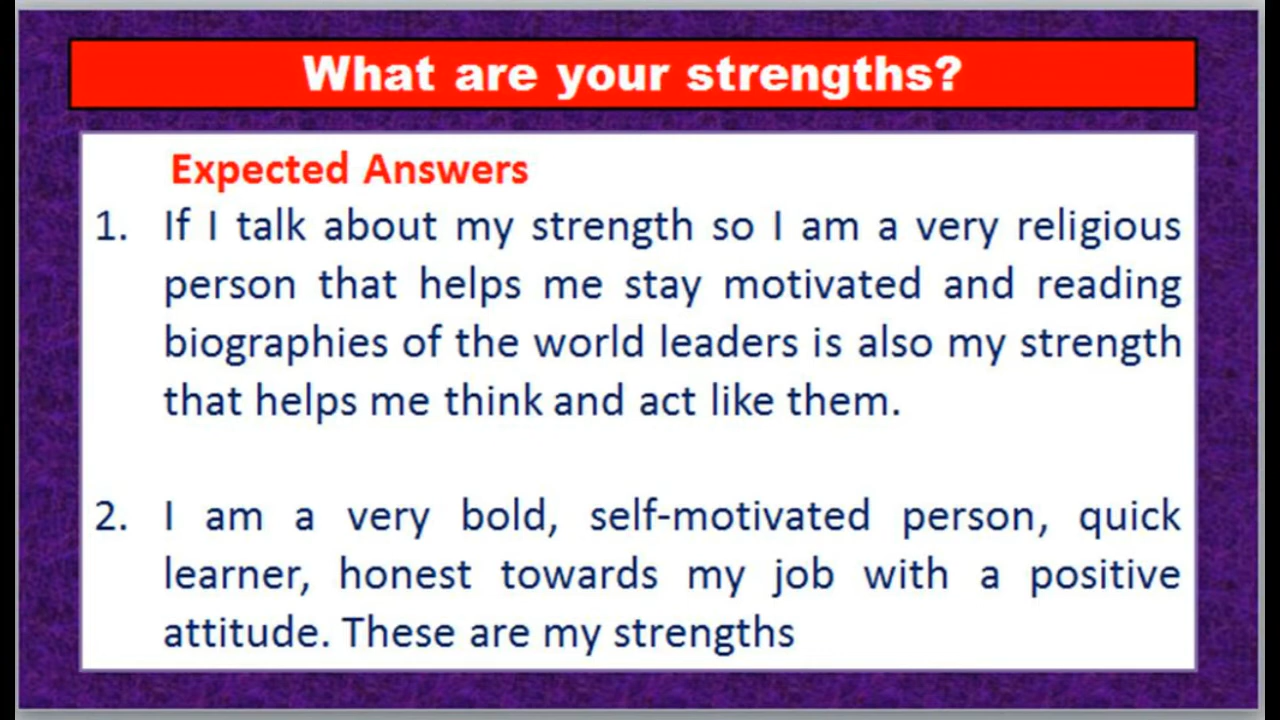 What are your strengths?
Expected Answers
1. If I talk about my strength so I am a very religious
person that helps me stay motivated and reading
biographies of the world leaders is also my strength
that helps me think and act like them.
2. I am a very bold, self-motivated person, quick
learner, honest towards my job with a positive
attitude. These are my strengths